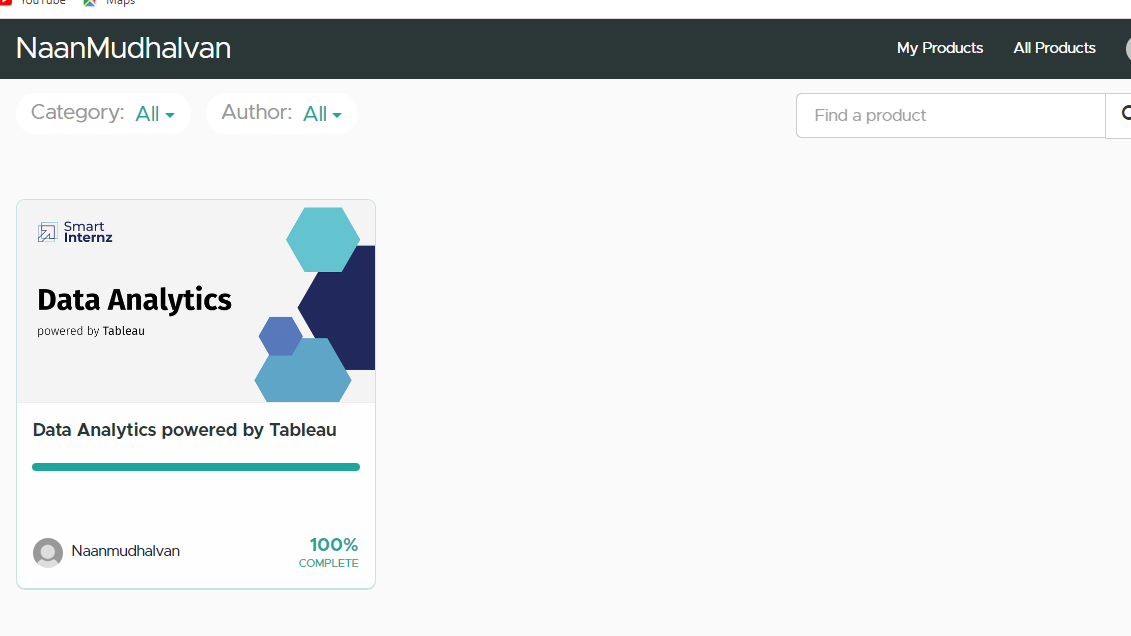 YouTube Maps
NaanMudhalvan My Products All Products
Category: All Author: All Find a product
Smart
Internz
Data Analytics
powered by Tableau
Data Analytics powered by Tableau
Naanmudhalvan 100%
COMPLETE